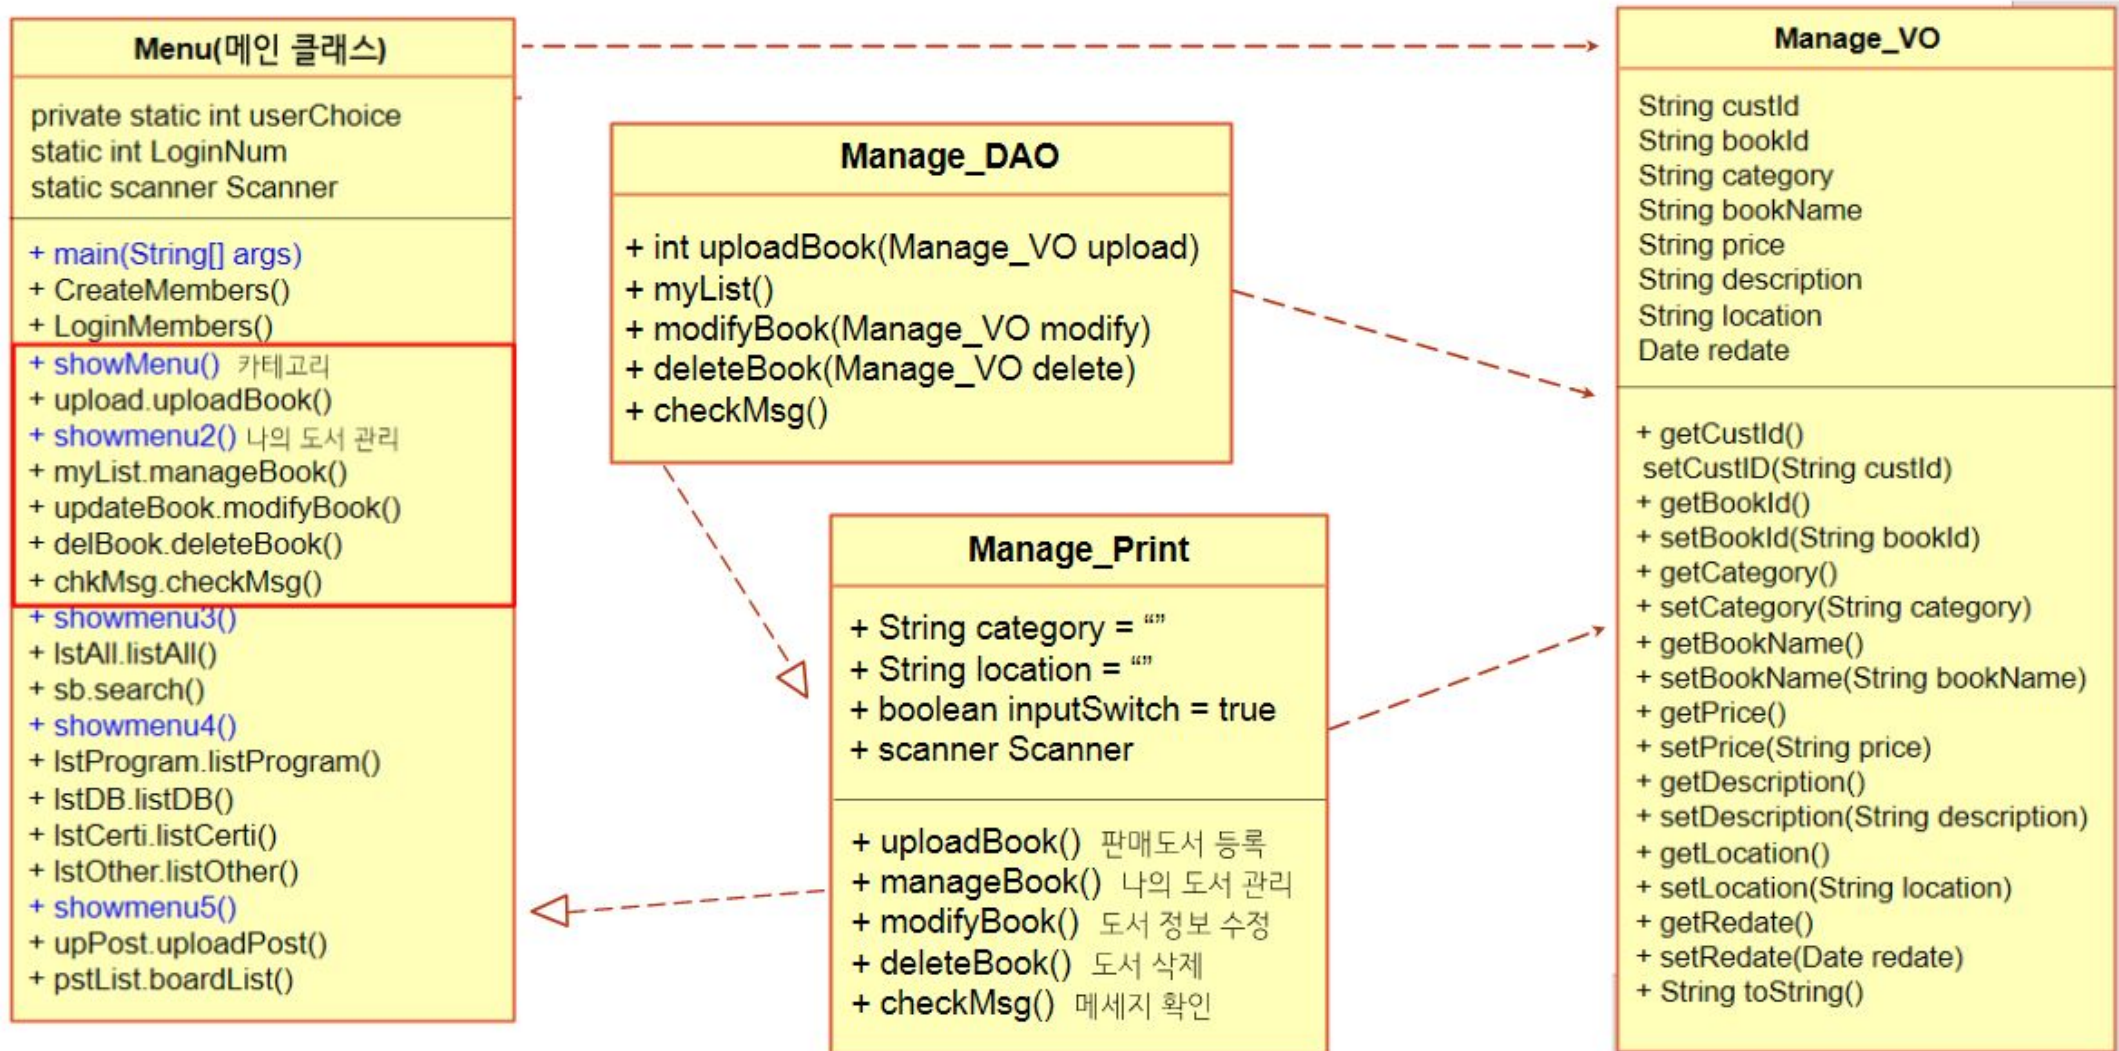 Menu(메인 클래스)
private static int userChoice
static int LoginNum
static scanner Scanner
+ main(String[] args)
+ CreateMembers()
+ LoginMembers()
+ showMenu() 카테고리
+ upload.uploadBook()
+ showmenu2() 나의 도서 관리
+ myList.manageBook()
+ updateBook.modifyBook()
+ delBook.deleteBook()
+ chkMsg.checkMsg()
+ showmenu3()
+ lstAll.listAll()
+ sb.search()
+ showmenu4()
+ lstProgram.listProgram()
+ lstDB.listDB()
+ lstCerti.listCerti()
+ lstOther.listOther()
+ showmenu5()
+ upPost.uploadPost()
+ pstList.boardList()
Manage_DAO
+ int uploadBook(Manage_VO upload)
+ myList()
+ modifyBook(Manage_VO modify)
+ deleteBook(Manage_VO delete)
+ checkMsg()
Manage_Print
+ String category = “”
+ String location = “”
+ boolean inputSwitch = true
+ scanner Scanner
+ uploadBook() 판매도서 등록
+ manageBook() 나의 도서 관리
+ modifyBook() 도서 정보 수정
+ deleteBook() 도서 삭제
+ checkMsg() 메세지 확인
Manage_VO
String custId
String bookId
String category
String bookName
String price
String description
String location
Date redate
+ getCustId()
setCustID(String custId)
+ getBookId()
+ setBookId(String bookId)
+ getCategory()
+ setCategory(String category)
+ getBookName()
+ setBookName(String bookName)
+ getPrice()
+ setPrice(String price)
+ getDescription()
+ setDescription(String description)
+ getLocation()
+ setLocation(String location)
+ getRedate()
+ setRedate(Date redate)
+ String toString()